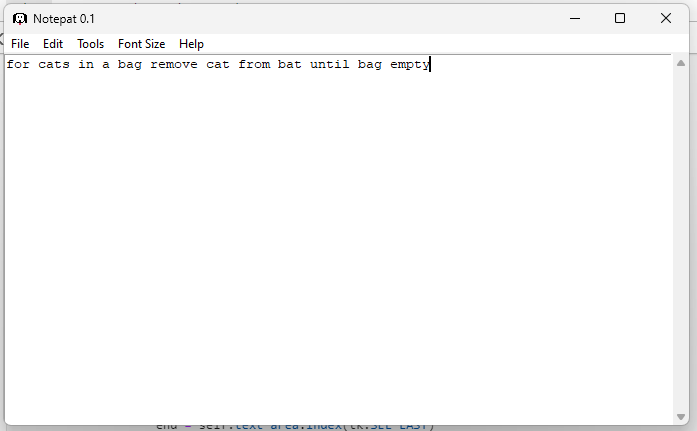 Notepat 0.1
File Edit Tools Font Size Help
for cats in a bag remove cat from bat until bag empty
end = self.text_area.index(tk.SEL_LAST)